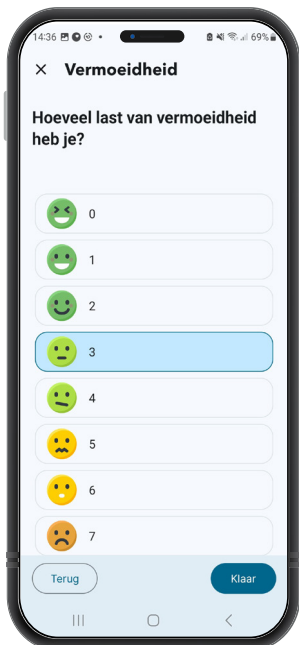 14:36 69%
Vermoeidheid
Hoeveel last van vermoeidheid
heb je?
0
1
2
3
4
5
6
7
Terug Klaar